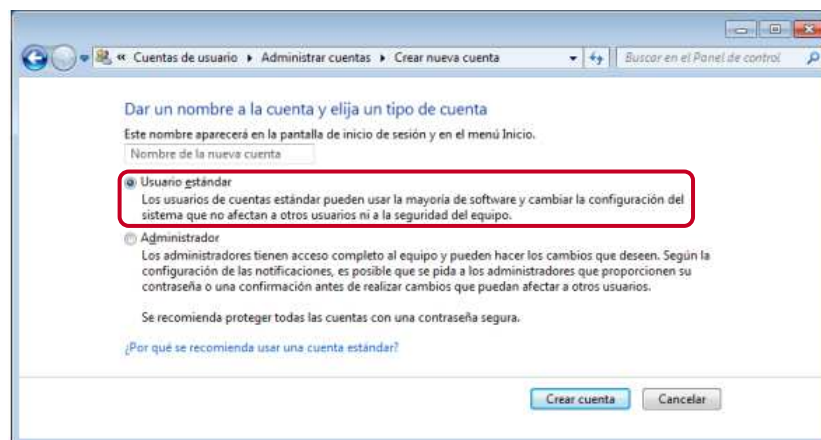 « Cuentas de usuario ▸ Administrar cuentas ▸ Crear nueva cuenta
Buscar en el Panel de control
Dar un nombre a la cuenta y elija un tipo de cuenta
Este nombre aparecerá en la pantalla de inicio de sesión y en el menú Inicio.
Nombre de la nueva cuenta
Usuario estándar
Los usuarios de cuentas estándar pueden usar la mayoría de software y cambiar la configuración del
sistema que no afectan a otros usuarios ni a la seguridad del equipo.
Administrador
Los administradores tienen acceso completo al equipo y pueden hacer los cambios que deseen. Según la
configuración de las notificaciones, es posible que se pida a los administradores que proporcionen su
contraseña o una confirmación antes de realizar cambios que puedan afectar a otros usuarios.
Se recomienda proteger todas las cuentas con una contraseña segura.
¿Por qué se recomienda usar una cuenta estándar?
Crear cuenta Cancelar